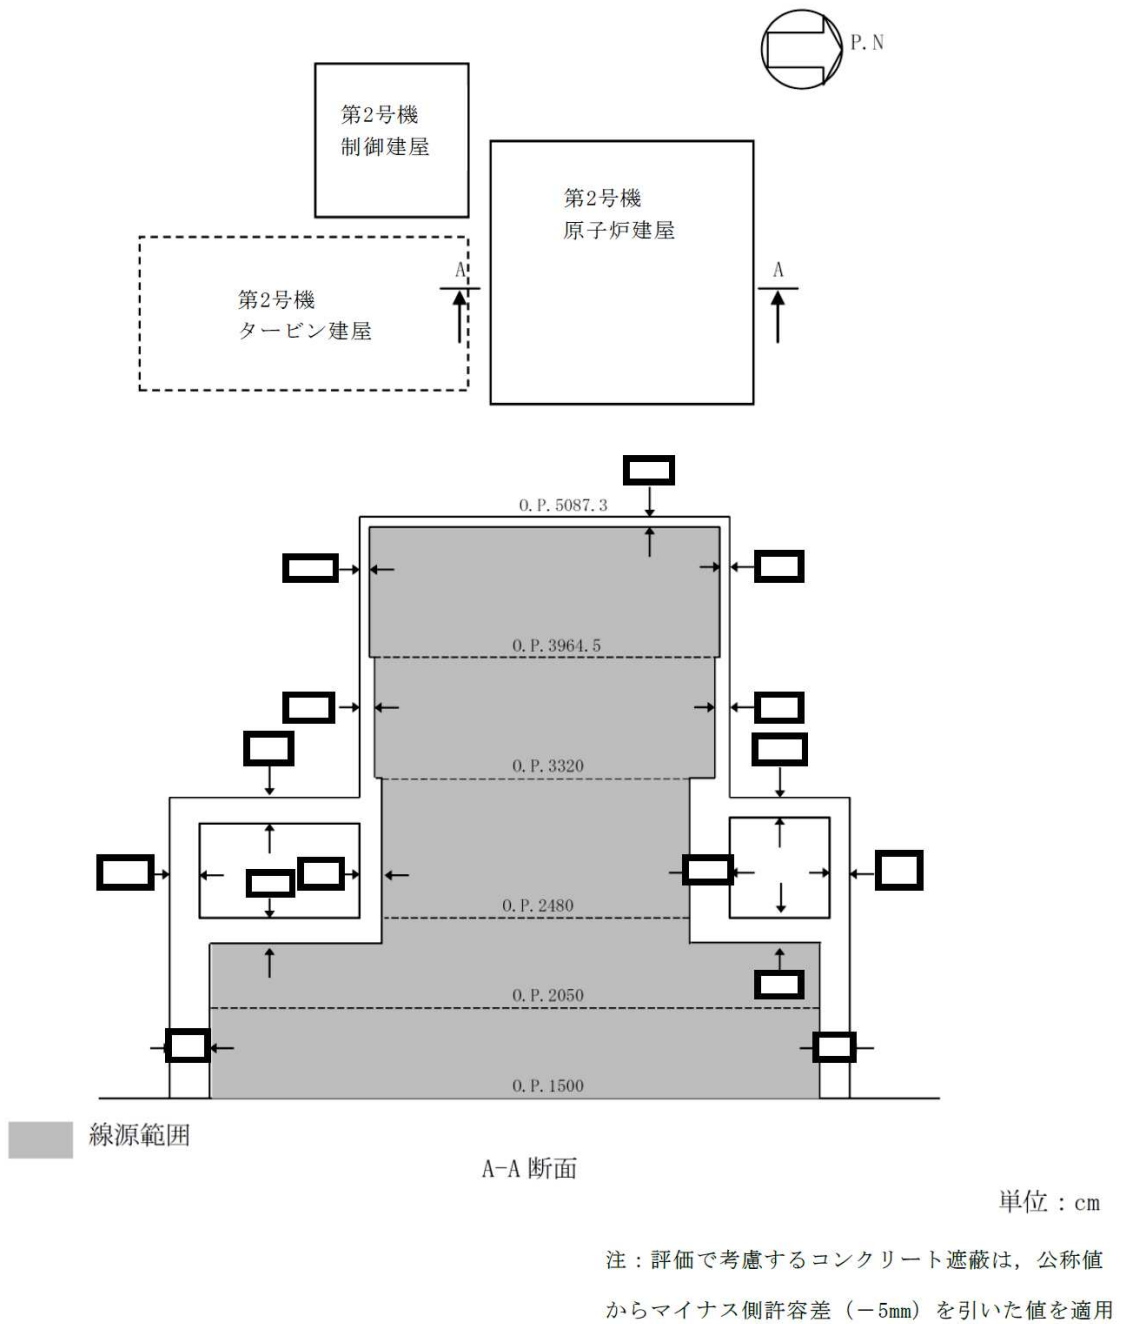 P.N
第2号機
制御建屋
第2号機
原子炉建屋
A
A
第2号機
タービン建屋
O.P.5087.3
O.P.3964.5
O.P.3320
O.P.2480
O.P.2050
O.P.1500
線源範囲
A-A 断面
単位：cm
注：評価で考慮するコンクリート遮蔽は，公称値
からマイナス側許容差（－5mm）を引いた値を適用